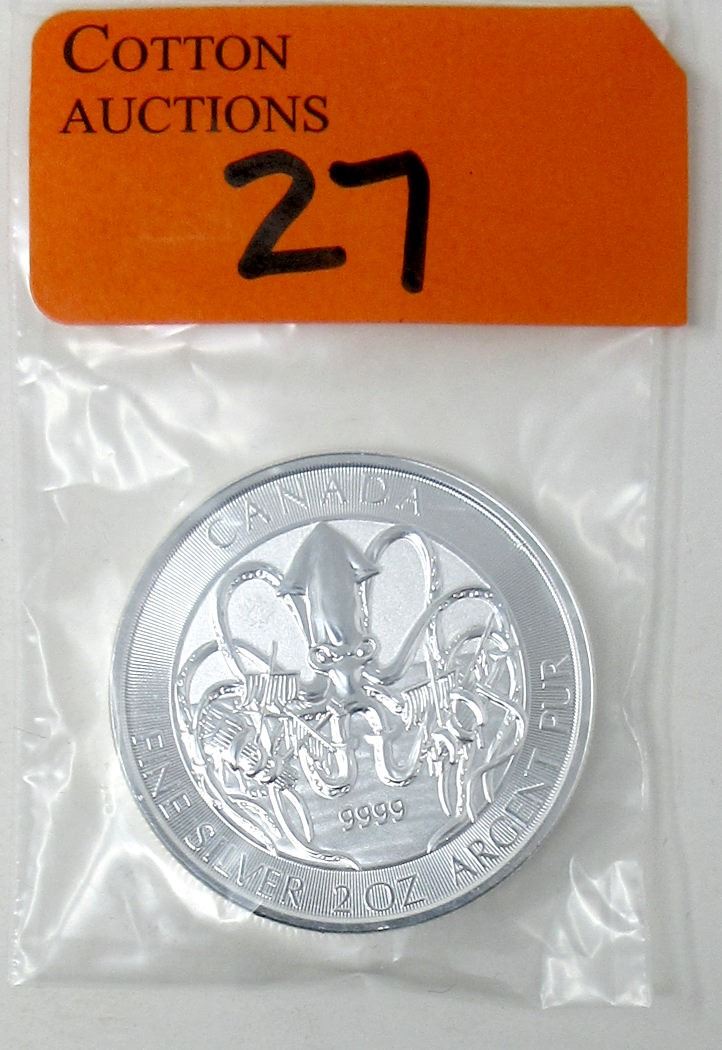 COTTON
AUCTIONS
27
CANADA
9999
FINE SILVER 2 OZ ARGENT PUR